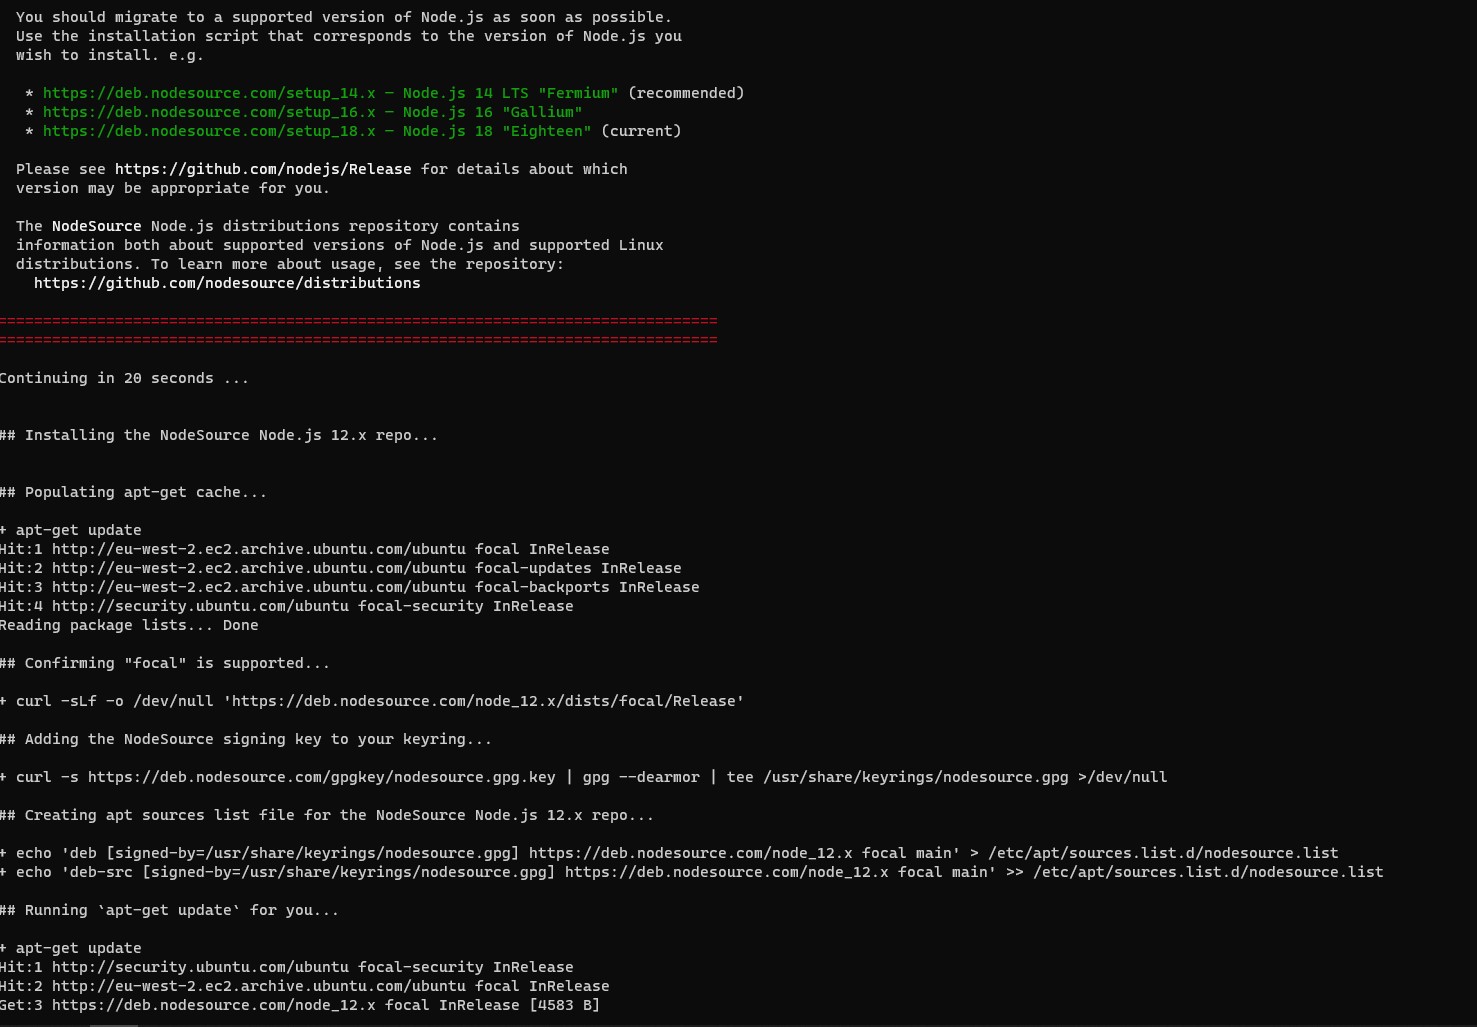 You should migrate to a supported version of Node.js as soon as possible.
Use the installation script that corresponds to the version of Node.js you
wish to install. e.g.
* https://deb.nodesource.com/setup_14.x — Node.js 14 LTS "Fermium" (recommended)
* https://deb.nodesource.com/setup_16.x — Node.js 16 "Gallium"
* https://deb.nodesource.com/setup_18.x — Node.js 18 "Eighteen" (current)
Please see https://github.com/nodejs/Release for details about which
version may be appropriate for you.
The NodeSource Node.js distributions repository contains
information both about supported versions of Node.js and supported Linux
distributions. To learn more about usage, see the repository:
https://github.com/nodesource/distributions
================================================================================
================================================================================
Continuing in 20 seconds ...
## Installing the NodeSource Node.js 12.x repo...
## Populating apt-get cache...
+ apt-get update
Hit:1 http://eu-west-2.ec2.archive.ubuntu.com/ubuntu focal InRelease
Hit:2 http://eu-west-2.ec2.archive.ubuntu.com/ubuntu focal-updates InRelease
Hit:3 http://eu-west-2.ec2.archive.ubuntu.com/ubuntu focal-backports InRelease
Hit:4 http://security.ubuntu.com/ubuntu focal-security InRelease
Reading package lists... Done
## Confirming "focal" is supported...
+ curl -sLf -o /dev/null 'https://deb.nodesource.com/node_12.x/dists/focal/Release'
## Adding the NodeSource signing key to your keyring...
+ curl -s https://deb.nodesource.com/gpgkey/nodesource.gpg.key | gpg --dearmor | tee /usr/share/keyrings/nodesource.gpg >/dev/null
## Creating apt sources list file for the NodeSource Node.js 12.x repo...
+ echo 'deb [signed-by=/usr/share/keyrings/nodesource.gpg] https://deb.nodesource.com/node_12.x focal main' > /etc/apt/sources.list.d/nodesource.list
+ echo 'deb-src [signed-by=/usr/share/keyrings/nodesource.gpg] https://deb.nodesource.com/node_12.x focal main' >> /etc/apt/sources.list.d/nodesource.list
## Running `apt-get update` for you...
+ apt-get update
Hit:1 http://security.ubuntu.com/ubuntu focal-security InRelease
Hit:2 http://eu-west-2.ec2.archive.ubuntu.com/ubuntu focal InRelease
Get:3 https://deb.nodesource.com/node_12.x focal InRelease [4583 B]